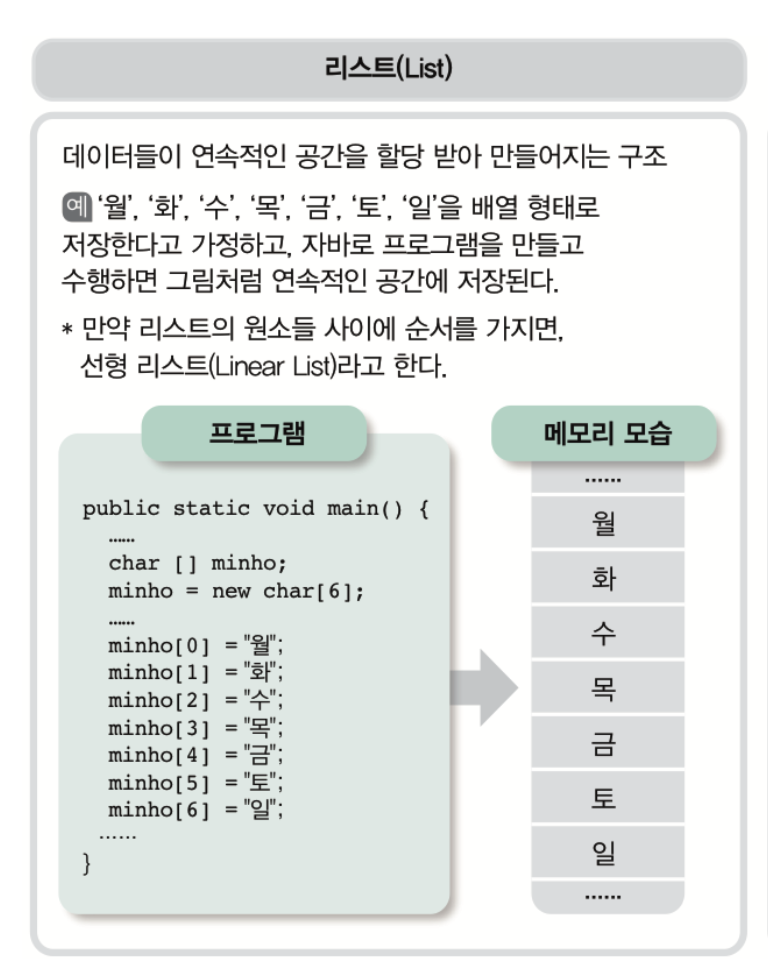 리스트(List)
데이터들이 연속적인 공간을 할당 받아 만들어지는 구조
예 ‘월’, ‘화’, ‘수’, ‘목’, ‘금’, ‘토’, ‘일’을 배열 형태로
저장한다고 가정하고, 자바로 프로그램을 만들고
수행하면 그림처럼 연속적인 공간에 저장된다.
* 만약 리스트의 원소들 사이에 순서를 가지면,
선형 리스트(Linear List)라고 한다.
프로그램
public static void main() {
……
char [] minho;
minho = new char[6];
……
minho[0] = "월";
minho[1] = "화";
minho[2] = "수";
minho[3] = "목";
minho[4] = "금";
minho[5] = "토";
minho[6] = "일";
……
}
메모리 모습
……
월
화
수
목
금
토
일
……